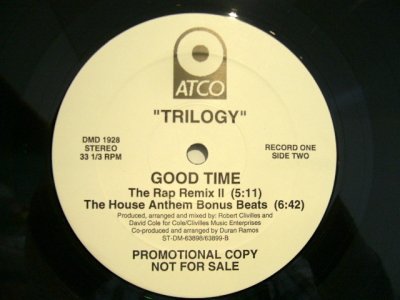 ATCO
"TRILOGY"
DMD 1928
STEREO
33 1/3 RPM
RECORD ONE
SIDE TWO
GOOD TIME
The Rap Remix II (5:11)
The House Anthem Bonus Beats (6:42)
Produced, arranged and mixed by: Robert Clivilles and
David Cole for Cole/Clivilles Music Enterprises
Co-produced and arranged by Duran Ramos
ST-DM-63898/63899-B
PROMOTIONAL COPY
NOT FOR SALE